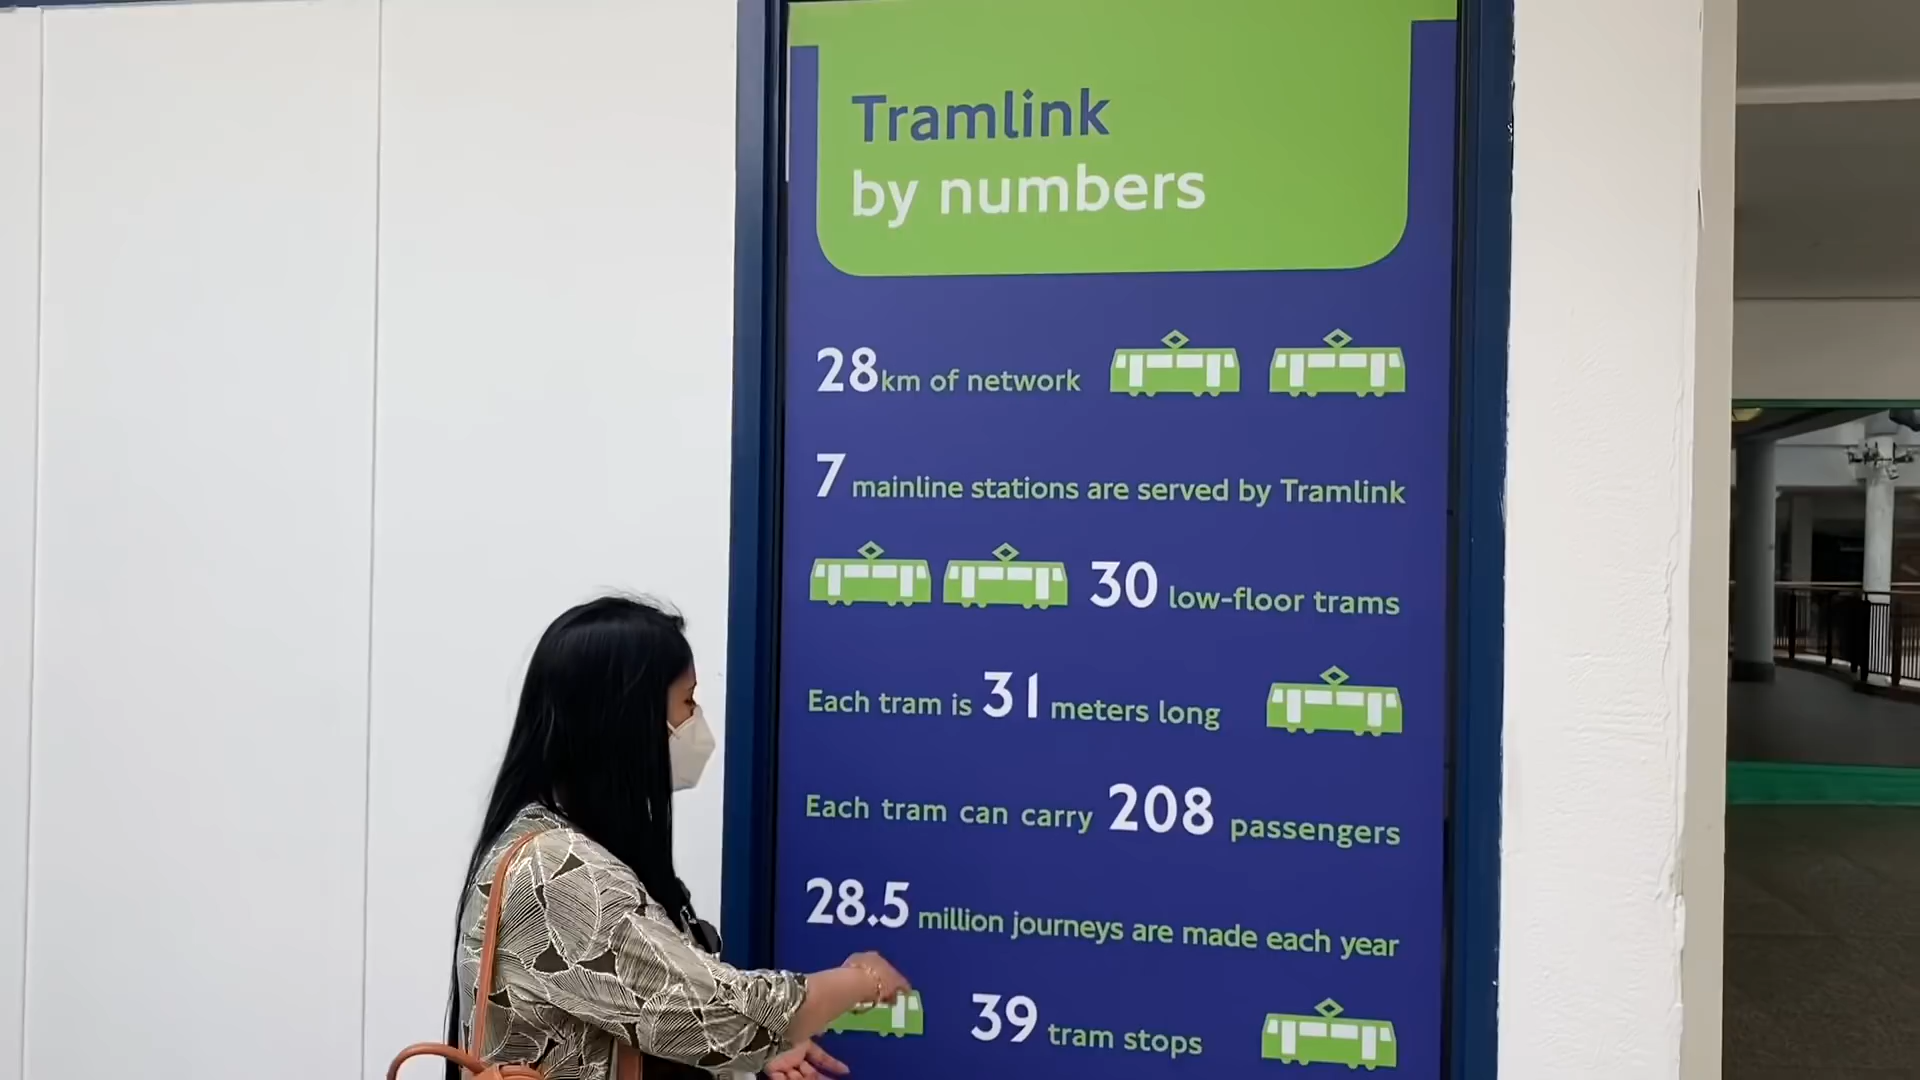 Tramlink
by numbers
28km of network
7 mainline stations are served by Tramlink
30 low-floor trams
Each tram is 31 meters long
Each tram can carry 208 passengers
28.5 million journeys are made each year
39 tram stops